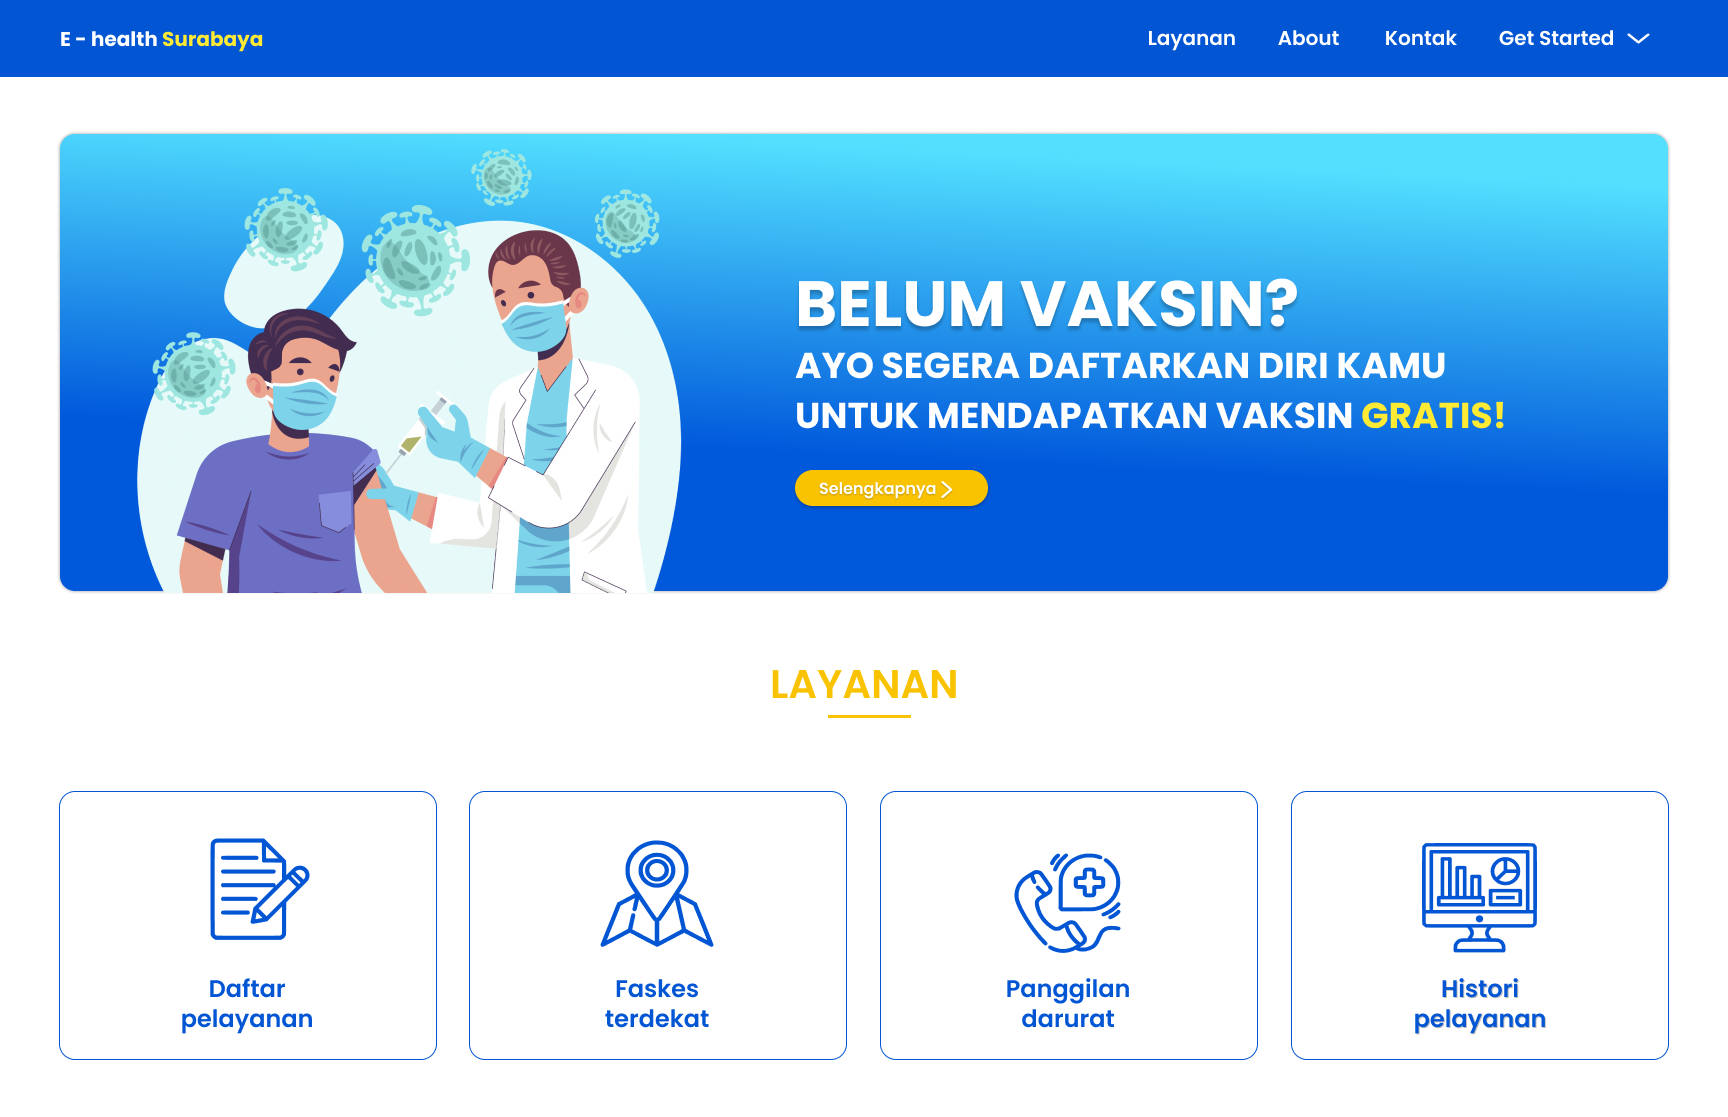 E - health Surabaya
Layanan
About
Kontak
Get Started
BELUM VAKSIN?
AYO SEGERA DAFTARKAN DIRI KAMU
UNTUK MENDAPATKAN VAKSIN GRATIS!
Selengkapnya
LAYANAN
Daftar
pelayanan
Faskes
terdekat
Panggilan
darurat
Histori
pelayanan